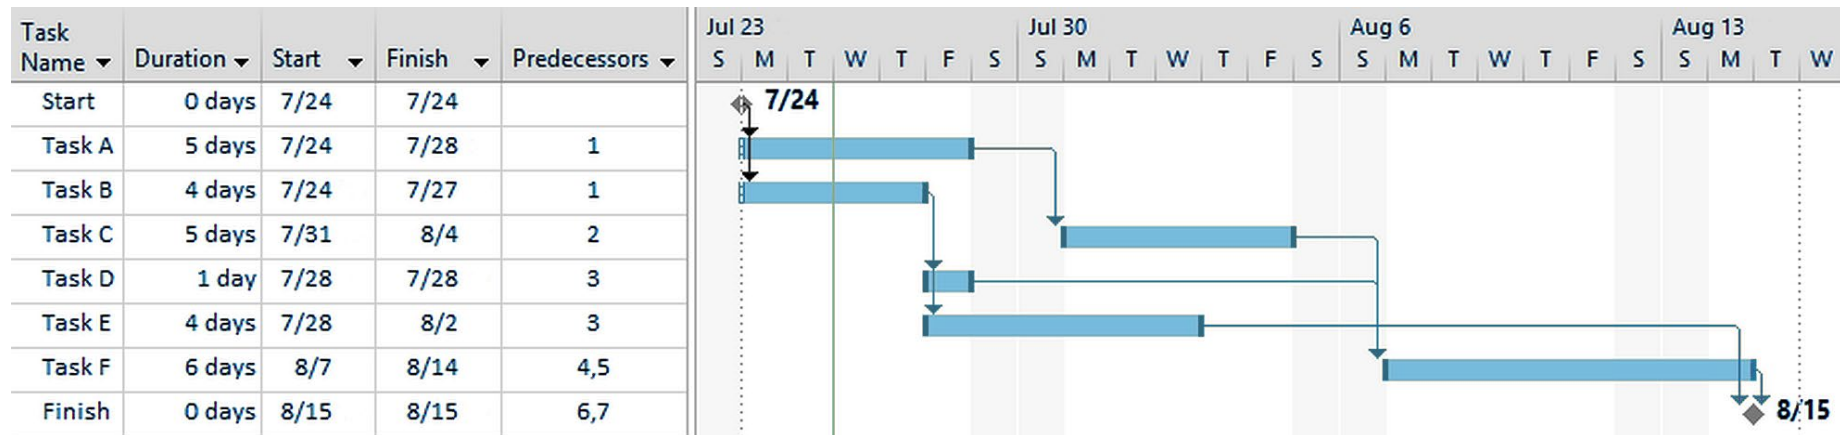 Task Name Duration Start Finish Predecessors
Jul 23 Jul 30 Aug 6 Aug 13
S M T W T F S S M T W T F S S M T W T F S S M T W
Start 0 days 7/24 7/24 7/24
Task A 5 days 7/24 7/28 1
Task B 4 days 7/24 7/27 1
Task C 5 days 7/31 8/4 2
Task D 1 day 7/28 7/28 3
Task E 4 days 7/28 8/2 3
Task F 6 days 8/7 8/14 4,5
Finish 0 days 8/15 8/15 6,7 8/15